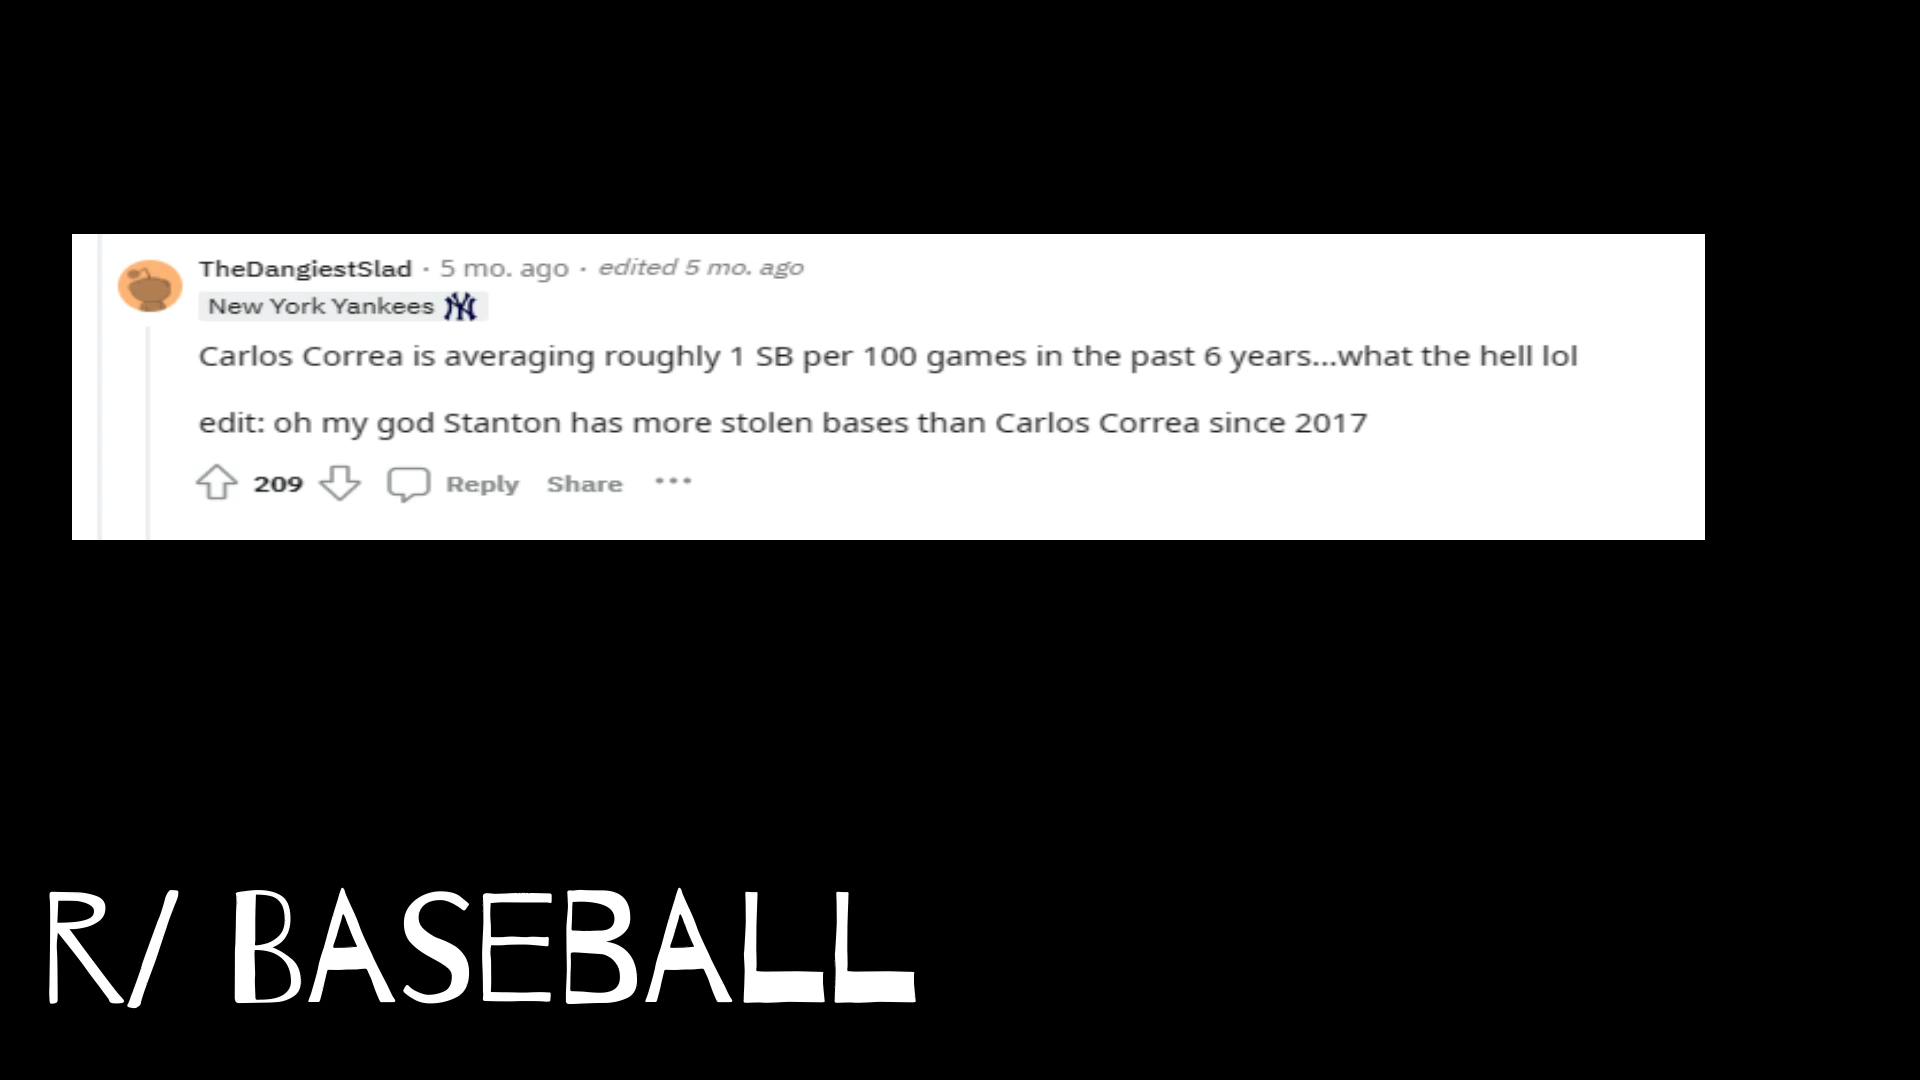 TheDangiestSlad · 5 mo. ago · edited 5 mo. ago
New York Yankees NY
Carlos Correa is averaging roughly 1 SB per 100 games in the past 6 years...what the hell lol
edit: oh my god Stanton has more stolen bases than Carlos Correa since 2017
209 Reply Share ···
R/ BASEBALL